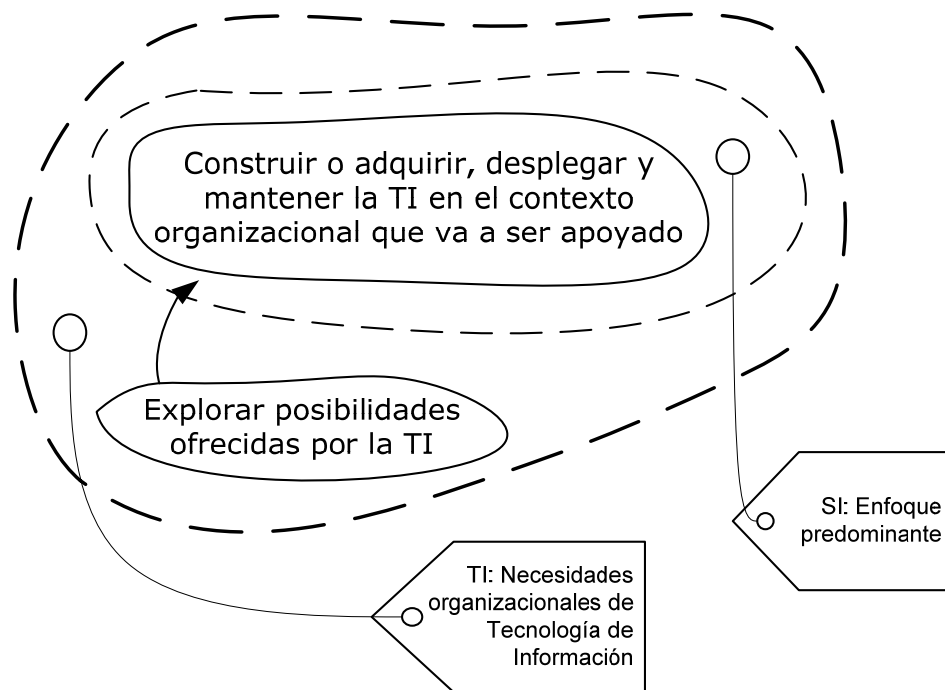 Construir o adquirir, desplegar y
mantener la TI en el contexto
organizacional que va a ser apoyado
Explorar posibilidades
ofrecidas por la TI
SI: Enfoque
predominante
TI: Necesidades
organizacionales de
Tecnología de
Información